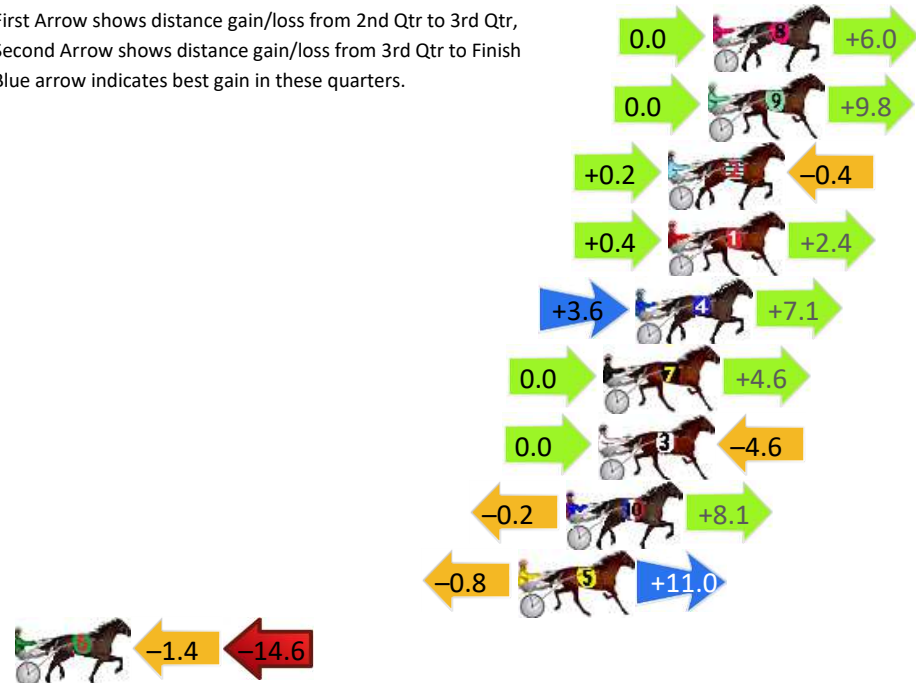 irst Arrow shows distance gain/loss from 2nd Qtr to 3rd Qtr,
econd Arrow shows distance gain/loss from 3rd Qtr to Finish
lue arrow indicates best gain in these quarters.
0.0 8 +6.0
0.0 9 +9.8
+0.2 2 –0.4
+0.4 1 +2.4
+3.6 4 +7.1
0.0 7 +4.6
0.0 3 –4.6
–0.2 10 +8.1
–0.8 5 +11.0
6 –1.4 –14.6